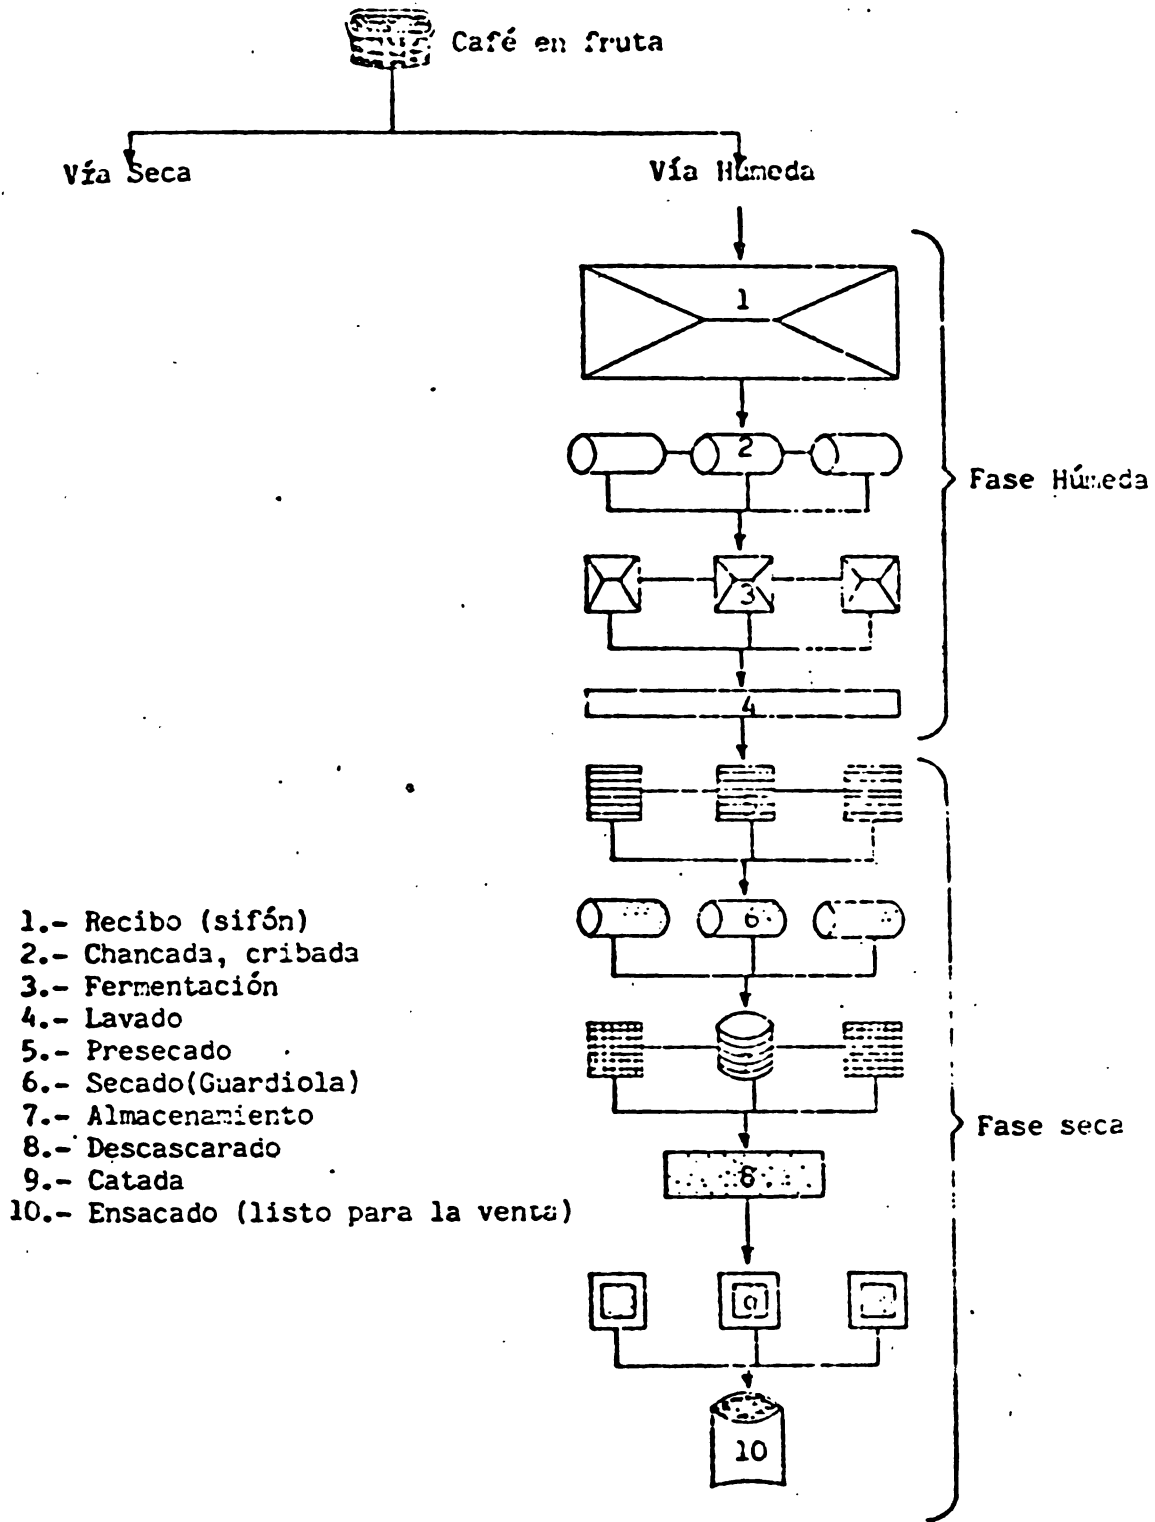 Café en fruta
Vía Seca
Vía Húmeda
1
2
Fase Húmeda
3
4
6
Fase seca
8
9
10
1.- Recibo (sifón)
2.- Chancada, cribada
3.- Fermentación
4.- Lavado
5.- Presecado
6.- Secado(Guardiola)
7.- Almacenamiento
8.- Descascarado
9.- Catada
10.- Ensacado (listo para la venta)